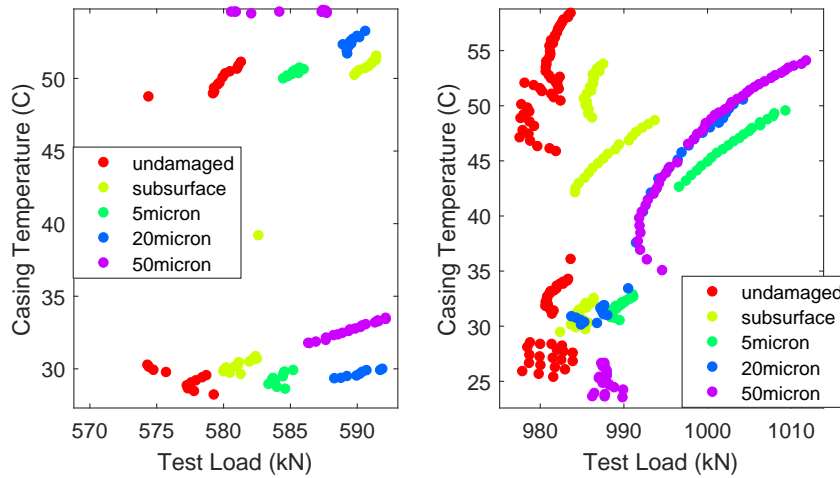 Casing Temperature (C)
50
45
40
35
30
undamaged
subsurface
5micron
20micron
50micron
570 575 580 585 590
Test Load (kN)
Casing Temperature (C)
55
50
45
40
35
30
25
undamaged
subsurface
5micron
20micron
50micron
980 990 1000 1010
Test Load (kN)